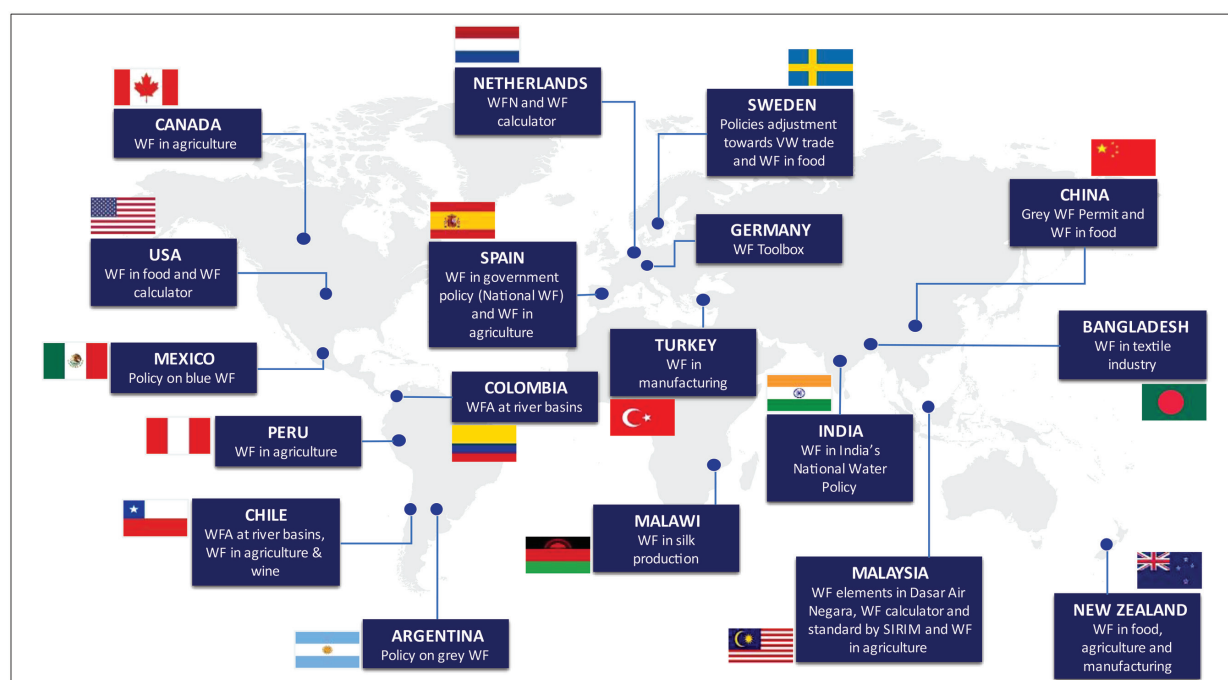 NETHERLANDS
WFN and WF
calculator
SWEDEN
Policies adjustment
towards VW trade
and WF in food
CANADA
WF in agriculture
CHINA
Grey WF Permit and
WF in food
USA
WF in food and WF
calculator
SPAIN
WF in government
policy (National WF)
and WF in
agriculture
GERMANY
WF Toolbox
BANGLADESH
WF in textile
industry
TURKEY
WF in
manufacturing
MEXICO
Policy on blue WF
COLOMBIA
WFA at river basins
PERU
WF in agriculture
INDIA
WF in India's
National Water
Policy
CHILE
WFA at river basins,
WF in agriculture &
wine
MALAWI
WF in silk
production
MALAYSIA
WF elements in Dasar Air
Negara, WF calculator and
standard by SIRIM and WF
in agriculture
NEW ZEALAND
WF in food,
agriculture and
manufacturing
ARGENTINA
Policy on grey WF